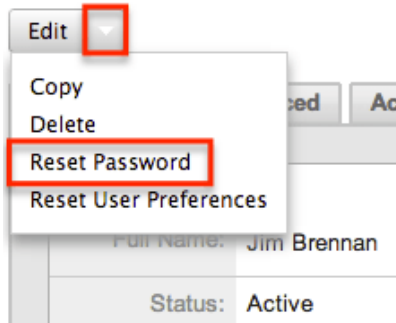 Edit
Copy
Delete
Reset Password
Reset User Preferences
Full Name: Jim Brennan
Status: Active